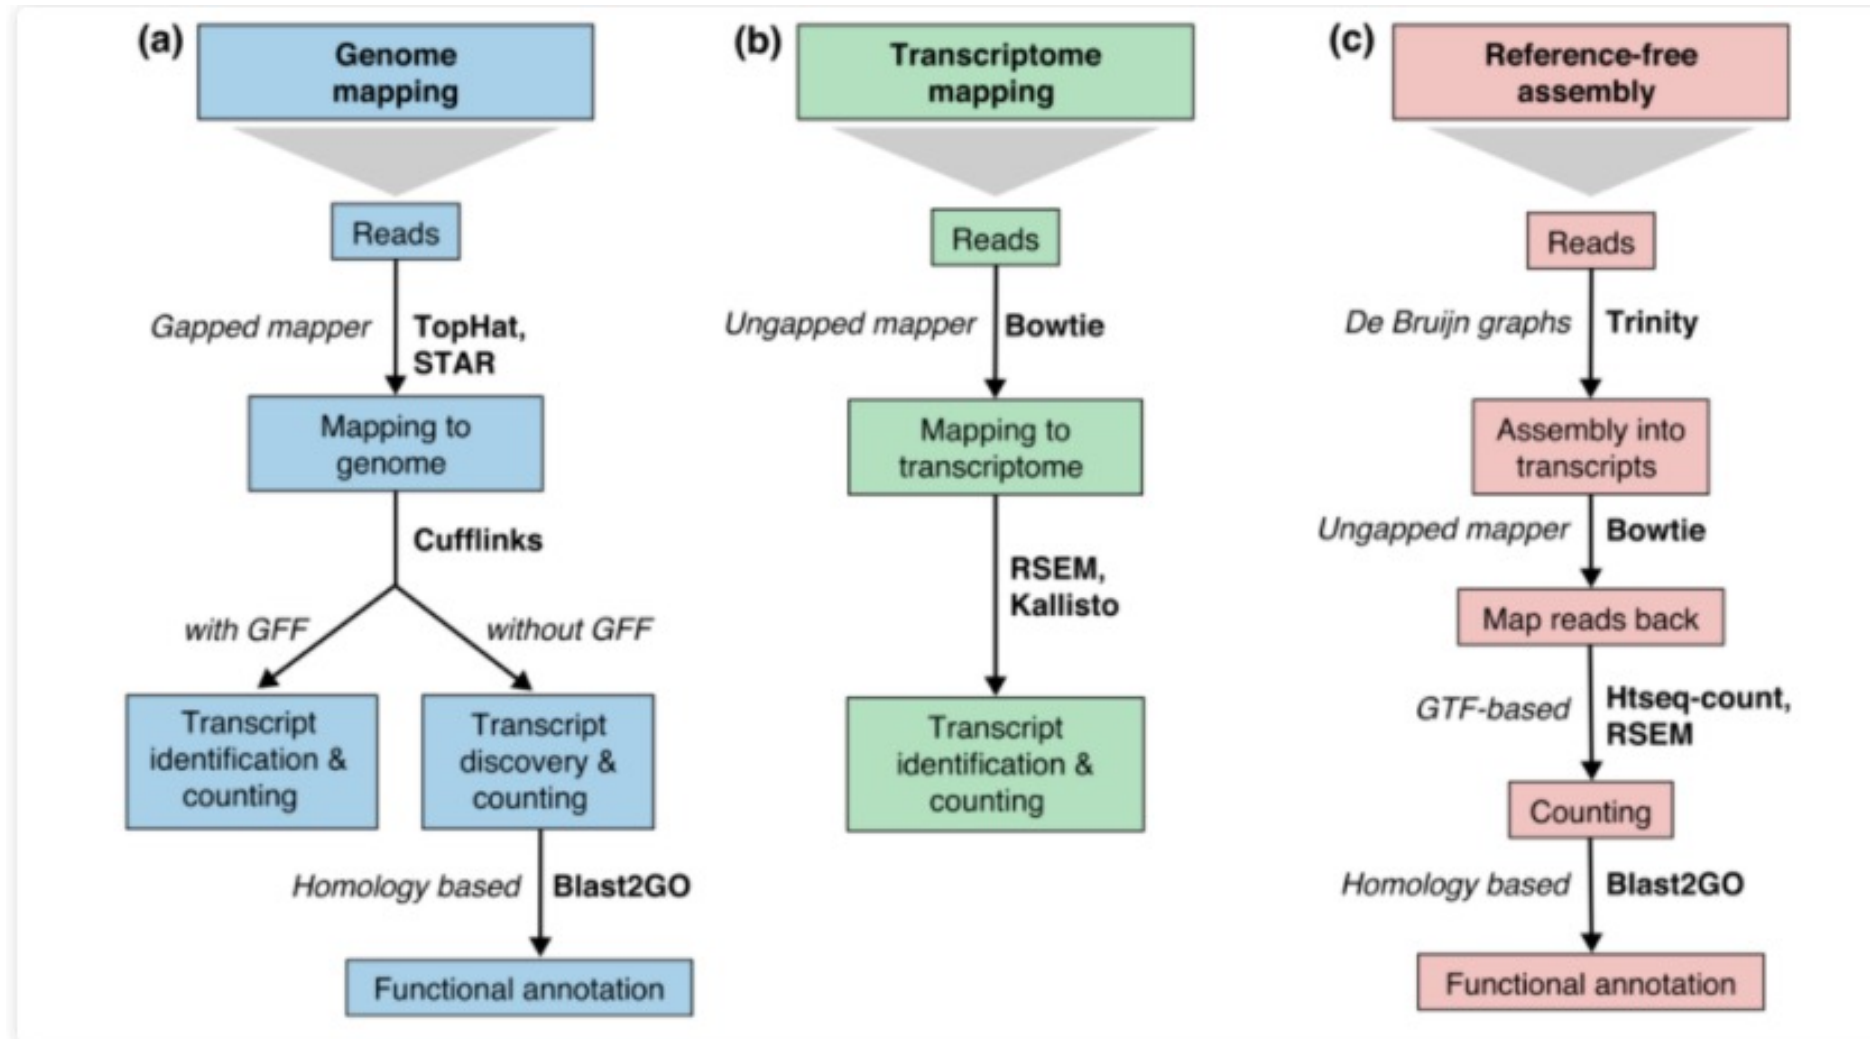 (a)
Genome
mapping
Reads
Gapped mapper
TopHat,
STAR
Mapping to
genome
Cufflinks
with GFF
without GFF
Transcript
identification &
counting
Transcript
discovery &
counting
Homology based
Blast2GO
Functional annotation
(b)
Transcriptome
mapping
Reads
Ungapped mapper
Bowtie
Mapping to
transcriptome
RSEM,
Kallisto
Transcript
identification &
counting
(c)
Reference-free
assembly
Reads
De Bruijn graphs
Trinity
Assembly into
transcripts
Ungapped mapper
Bowtie
Map reads back
GTF-based
Htseq-count,
RSEM
Counting
Homology based
Blast2GO
Functional annotation